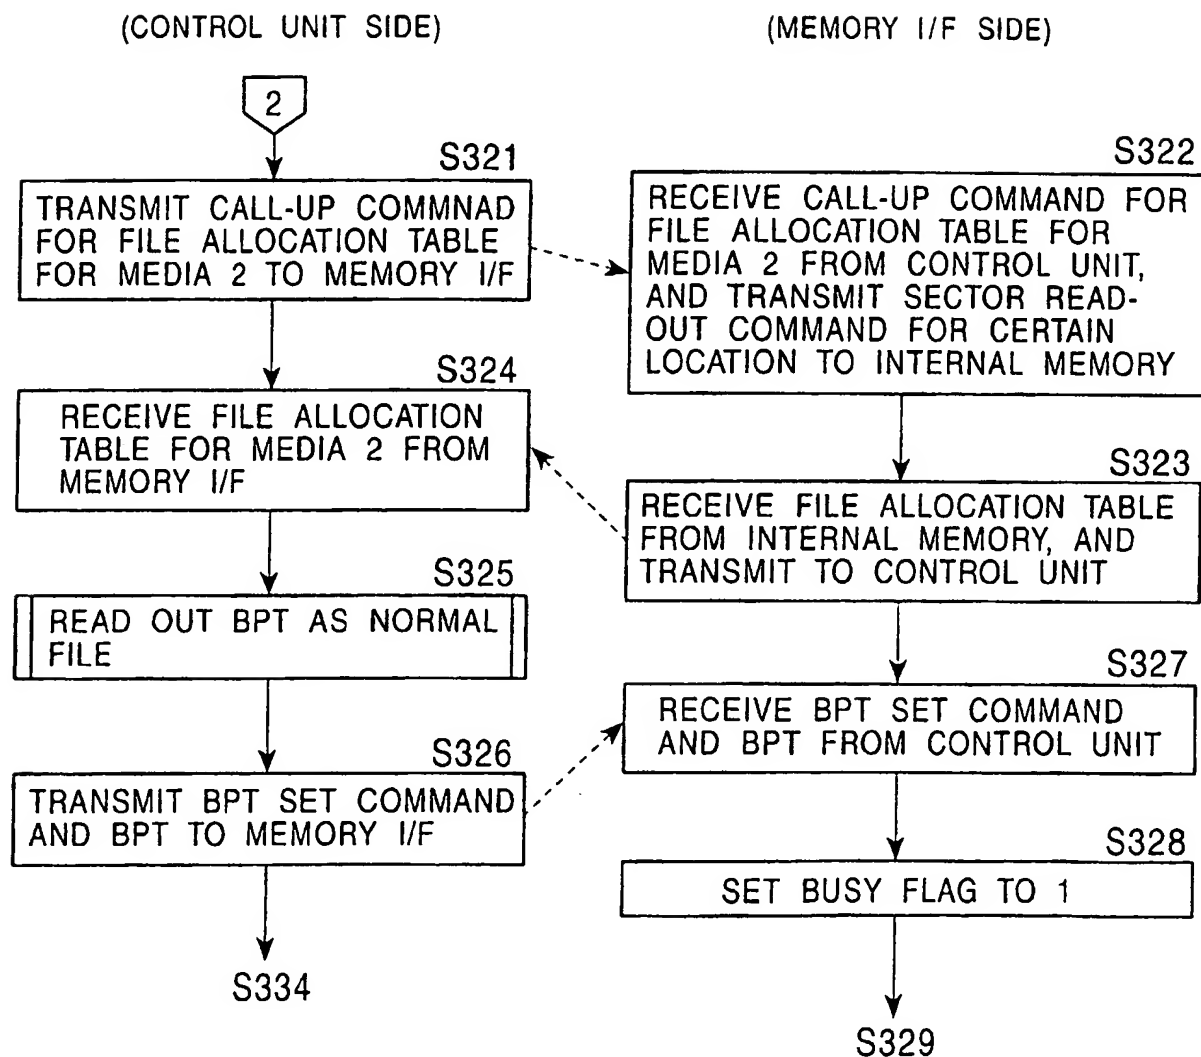 (CONTROL UNIT SIDE)
(MEMORY I/F SIDE)
2
S321
TRANSMIT CALL-UP COMMNAD
FOR FILE ALLOCATION TABLE
FOR MEDIA 2 TO MEMORY I/F
S322
RECEIVE CALL-UP COMMAND FOR
FILE ALLOCATION TABLE FOR
MEDIA 2 FROM CONTROL UNIT,
AND TRANSMIT SECTOR READ-
OUT COMMAND FOR CERTAIN
LOCATION TO INTERNAL MEMORY
S324
RECEIVE FILE ALLOCATION
TABLE FOR MEDIA 2 FROM
MEMORY I/F
S323
RECEIVE FILE ALLOCATION TABLE
FROM INTERNAL MEMORY, AND
TRANSMIT TO CONTROL UNIT
S325
READ OUT BPT AS NORMAL
FILE
S327
RECEIVE BPT SET COMMAND
AND BPT FROM CONTROL UNIT
S326
TRANSMIT BPT SET COMMAND
AND BPT TO MEMORY I/F
S328
SET BUSY FLAG TO 1
S334
S329